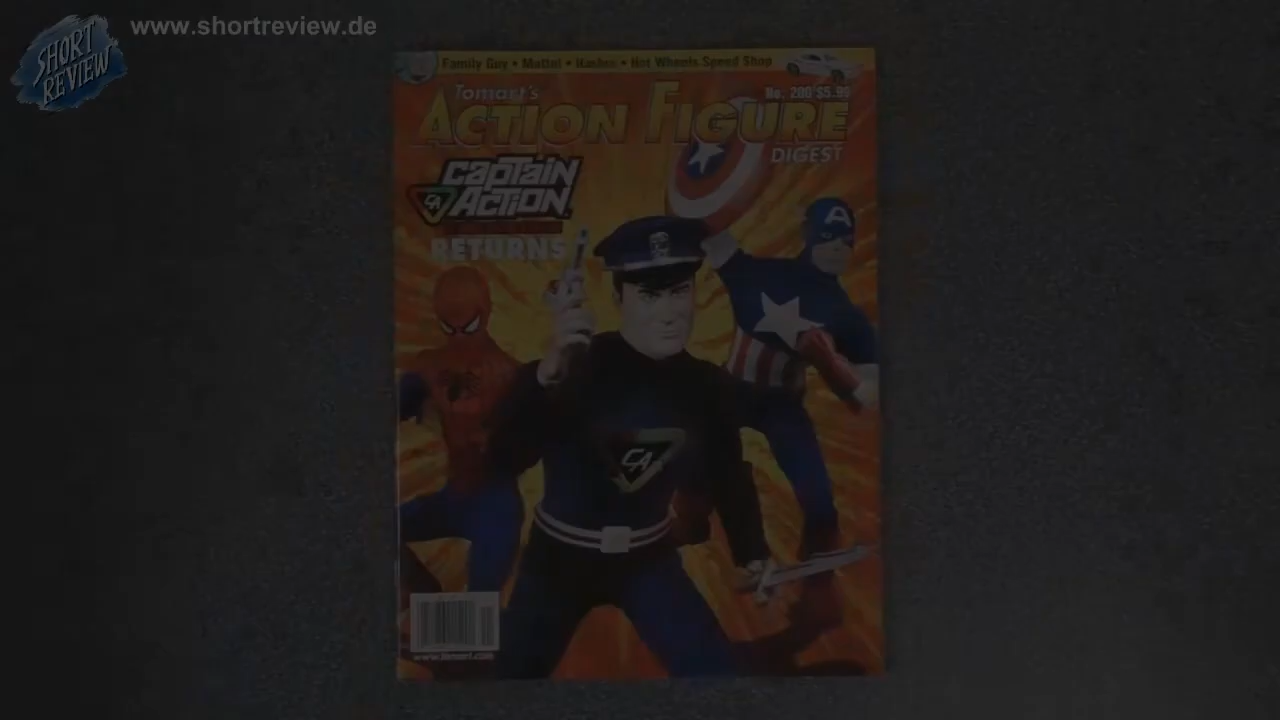 www.shortreview.de
SHORT
REVIEW
Family Guy • Mattel • Hasbro • Hot Wheels Speed Shop
Tomart's
No. 200 $5.99
ACTION FIGURE
DIGEST
CAPTAIN
ACTION
CA
RETURNS
A
CA
www.tomart.com